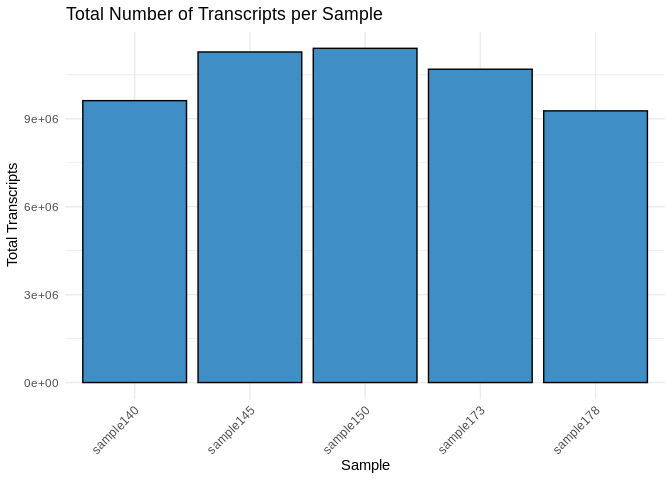 Total Number of Transcripts per Sample
Total Transcripts
9e+06
6e+06
3e+06
0e+00
sample140
sample145
sample150
sample173
sample178
Sample